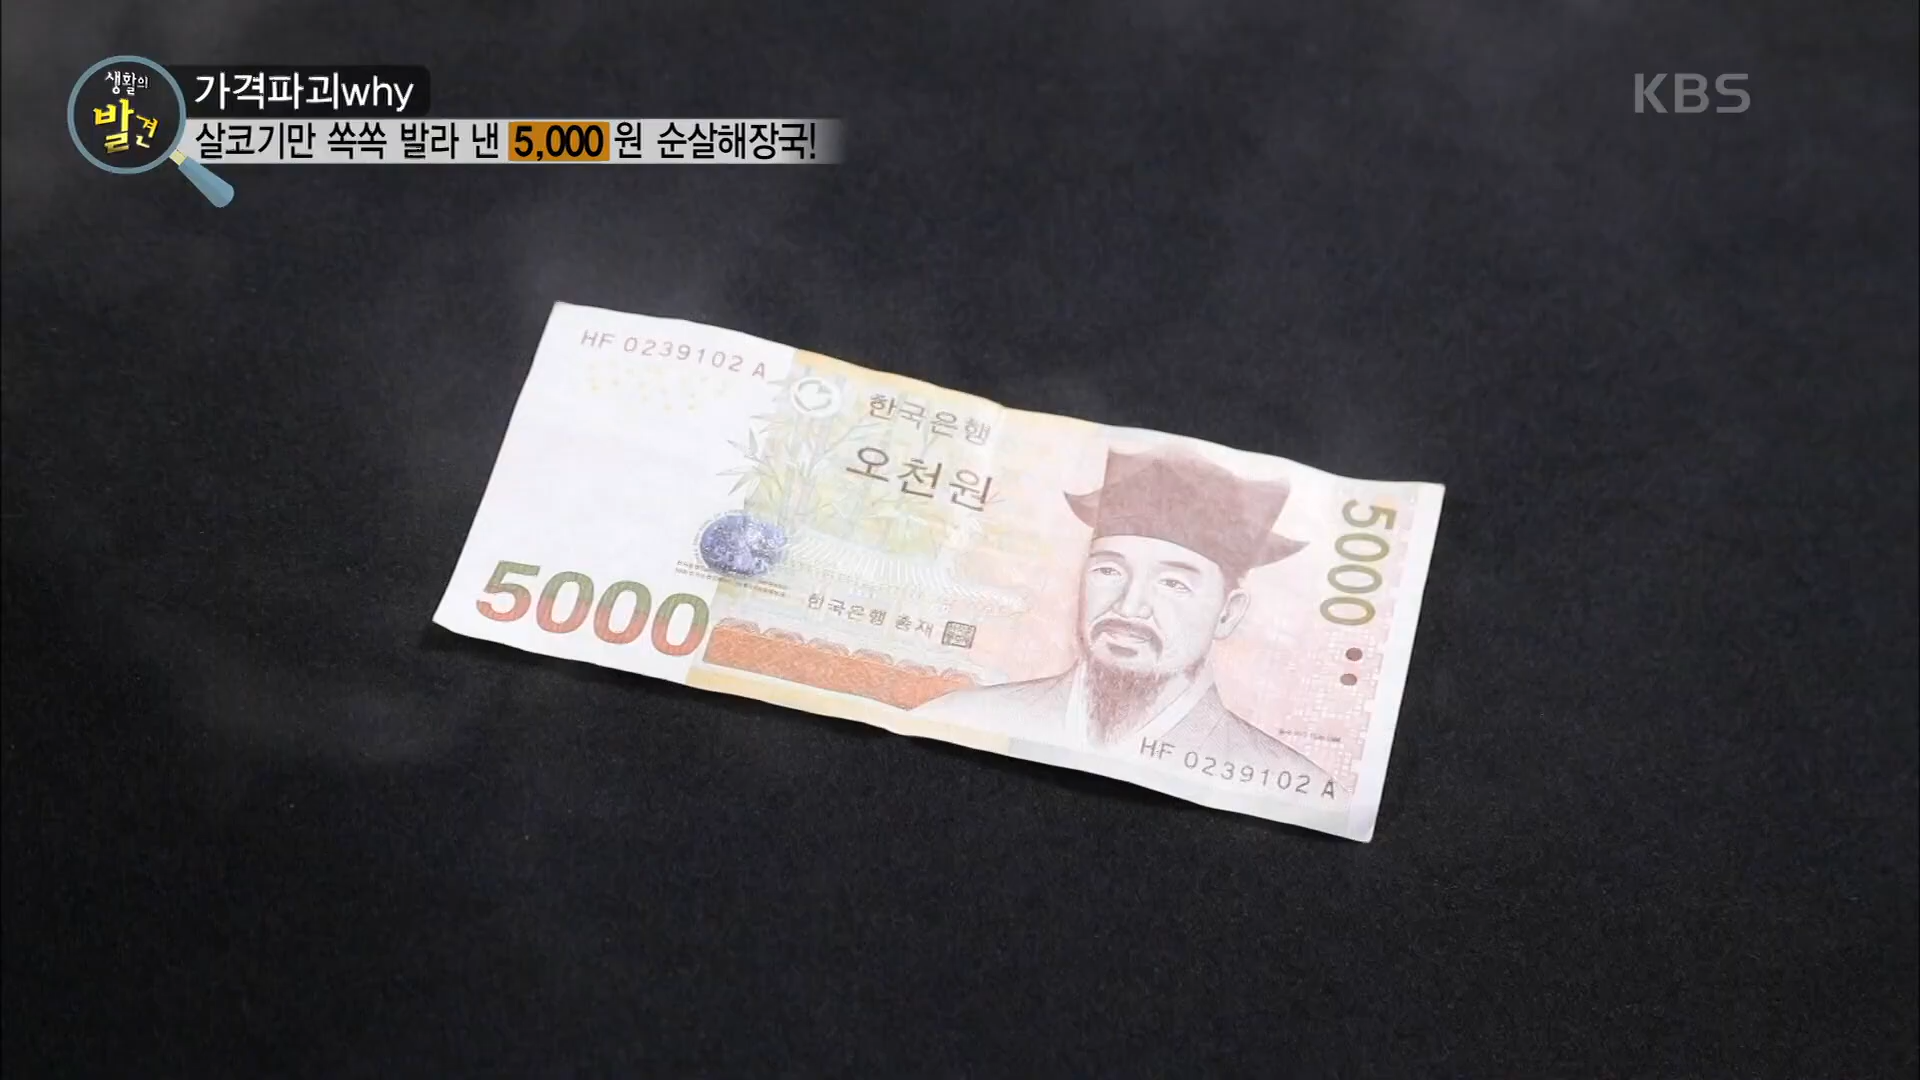 생활의
발견
가격파괴why
살코기만 쏙쏙 발라 낸 5,000원 순살해장국!
KBS
HF 0239102 A
한국은행
오천원
5000
한국은행 총재
5000
HF 0239102 A